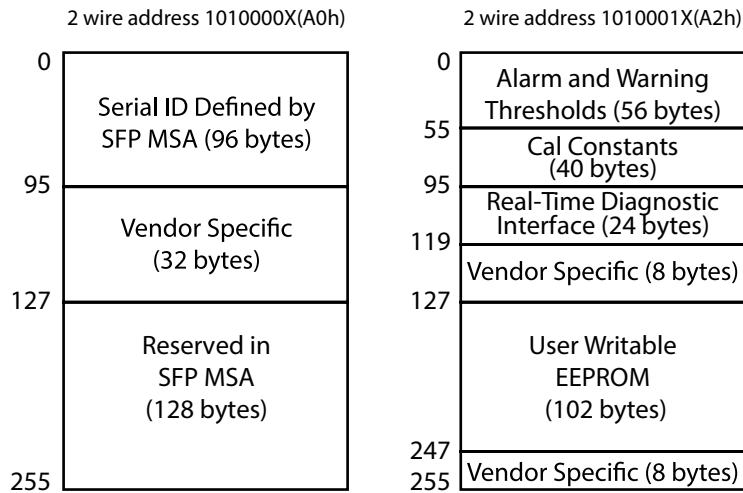 2 wire address 1010000X(A0h)
0
Serial ID Defined by
SFP MSA (96 bytes)
95
Vendor Specific
(32 bytes)
127
Reserved in
SFP MSA
(128 bytes)
255
2 wire address 1010001X(A2h)
0
Alarm and Warning
Thresholds (56 bytes)
55
Cal Constants
(40 bytes)
95
Real-Time Diagnostic
Interface (24 bytes)
119
Vendor Specific (8 bytes)
127
User Writable
EEPROM
(102 bytes)
247
Vendor Specific (8 bytes)
255